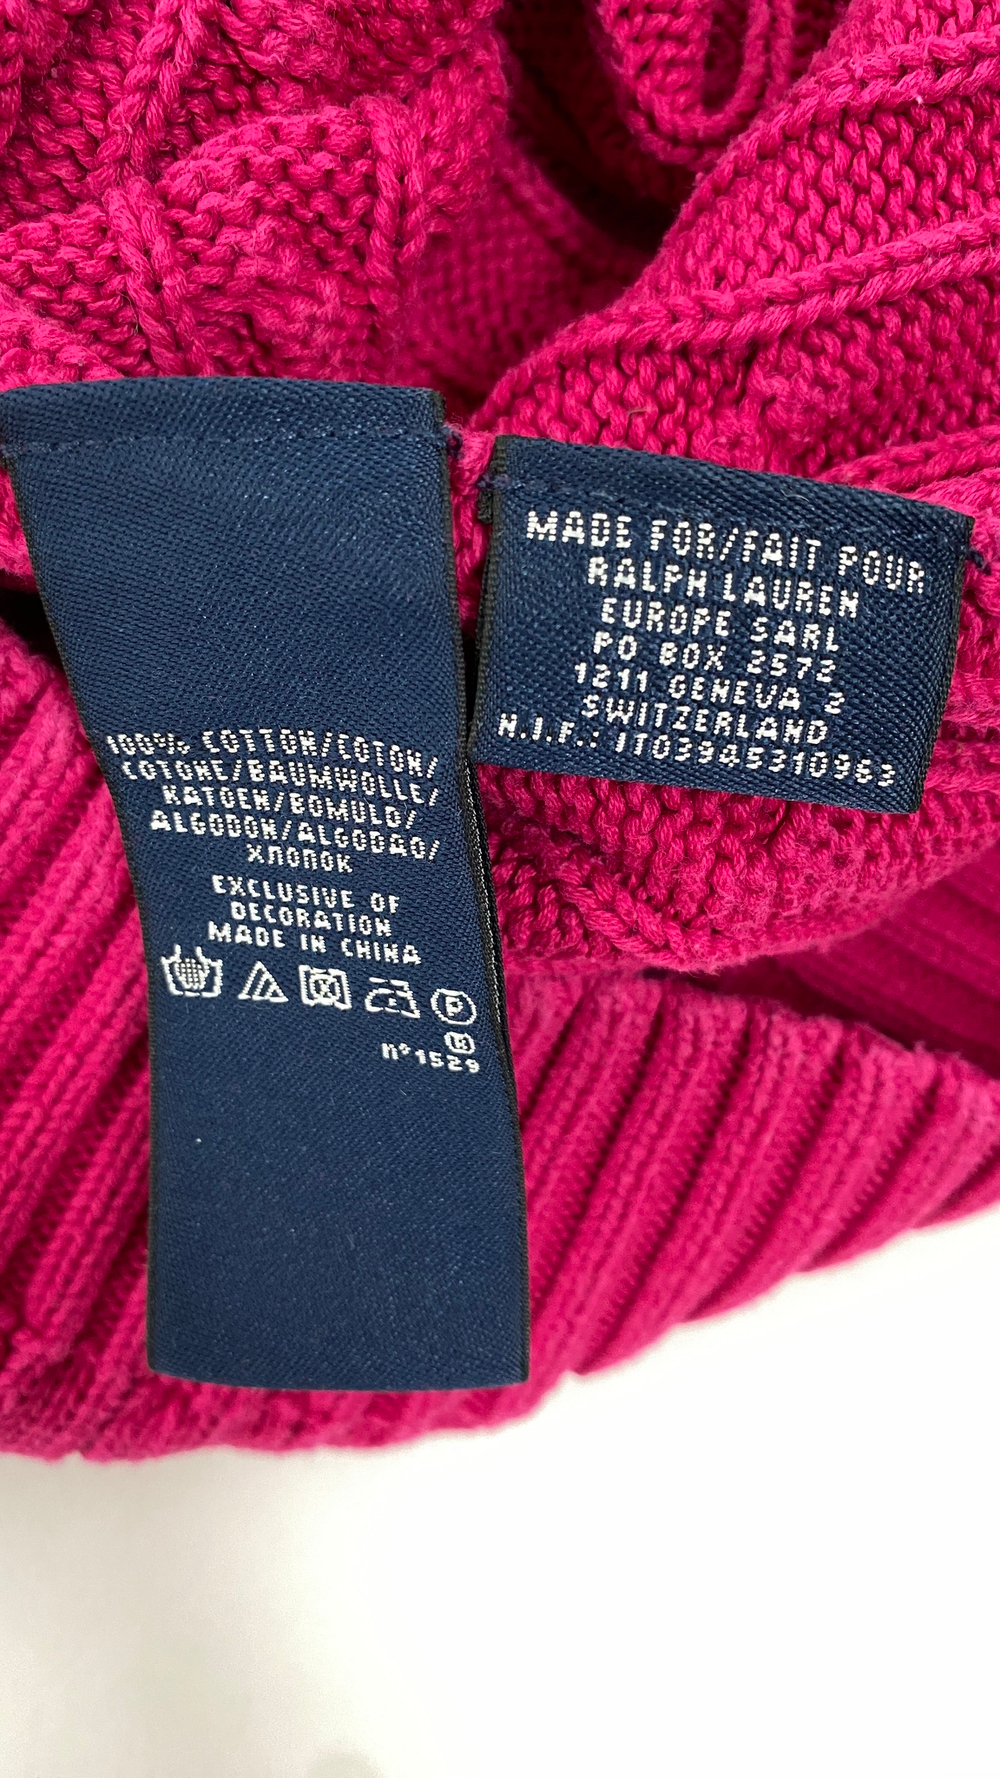 100% COTTON/COTON/
COTONE/BAUMWOLLE/
KATOEN/BOMULD/
ALGODON/ALGODAO/
ХЛОПОК
EXCLUSIVE OF
DECORATION
MADE IN CHINA
P
K
n°1529
MADE FOR/FAIT POUR
RALPH LAUREN
EUROPE SARL
PO BOX 2572
1211 GENEVA 2
SWITZERLAND
N.I.F.: IT03945310963